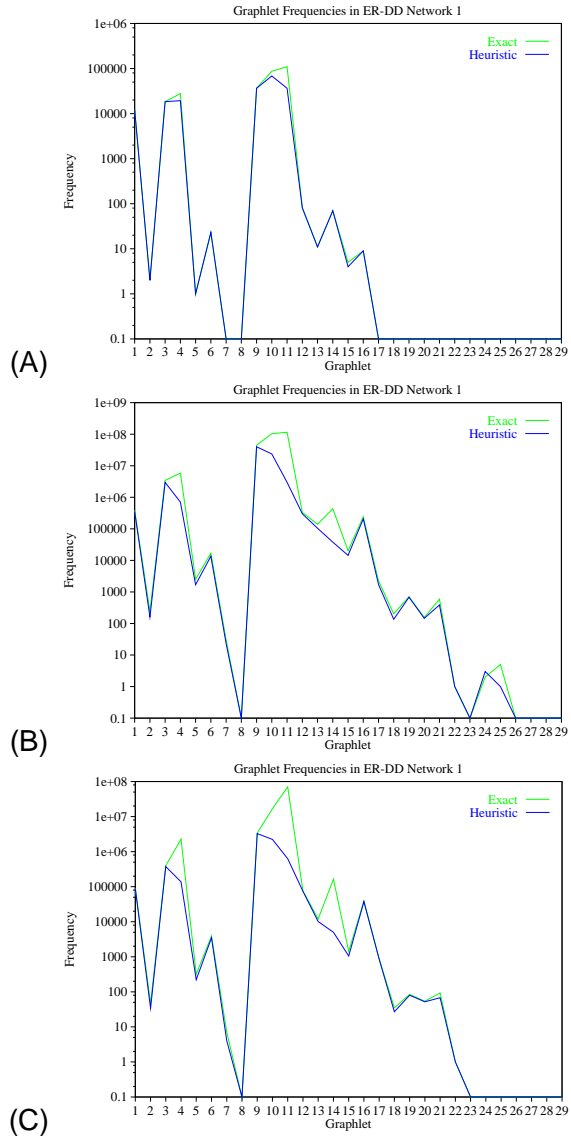 Graphlet Frequencies in ER-DD Network 1
1e+06
100000
10000
1000
100
10
1
0.1
Frequency
Exact
Heuristic
1 2 3 4 5 6 7 8 9 10 11 12 13 14 15 16 17 18 19 20 21 22 23 24 25 26 27 28 29
Graphlet
(A)
Graphlet Frequencies in ER-DD Network 1
1e+09
1e+08
1e+07
1e+06
100000
10000
1000
100
10
1
0.1
Frequency
Exact
Heuristic
1 2 3 4 5 6 7 8 9 10 11 12 13 14 15 16 17 18 19 20 21 22 23 24 25 26 27 28 29
Graphlet
(B)
Graphlet Frequencies in ER-DD Network 1
1e+08
1e+07
1e+06
100000
10000
1000
100
10
1
0.1
Frequency
Exact
Heuristic
1 2 3 4 5 6 7 8 9 10 11 12 13 14 15 16 17 18 19 20 21 22 23 24 25 26 27 28 29
Graphlet
(C)